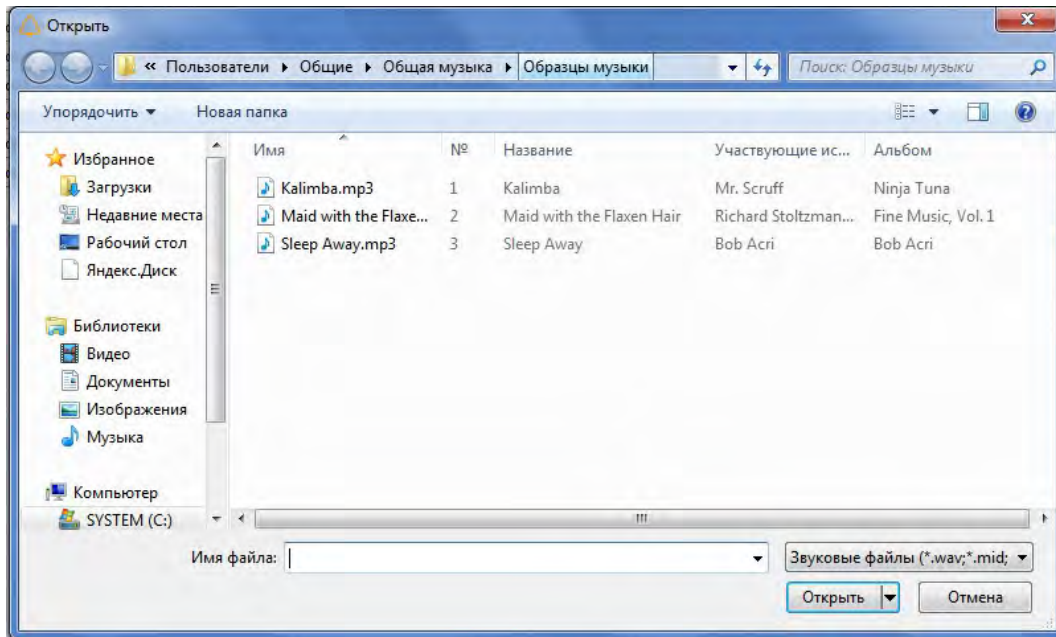 Открыть
« Пользователи ▸ Общие ▸ Общая музыка ▸ Образцы музыки
Поиск: Образцы музыки
Упорядочить Новая папка
Избранное
Загрузки
Недавние места
Рабочий стол
Яндекс.Диск
Библиотеки
Видео
Документы
Изображения
Музыка
Компьютер
SYSTEM (C:)
Имя № Название Участвующие ис... Альбом
Kalimba.mp3 1 Kalimba Mr. Scruff Ninja Tuna
Maid with the Flaxe... 2 Maid with the Flaxen Hair Richard Stoltzman... Fine Music, Vol. 1
Sleep Away.mp3 3 Sleep Away Bob Acri Bob Acri
Имя файла:
Звуковые файлы (*.wav;*.mid;
Открыть Отмена